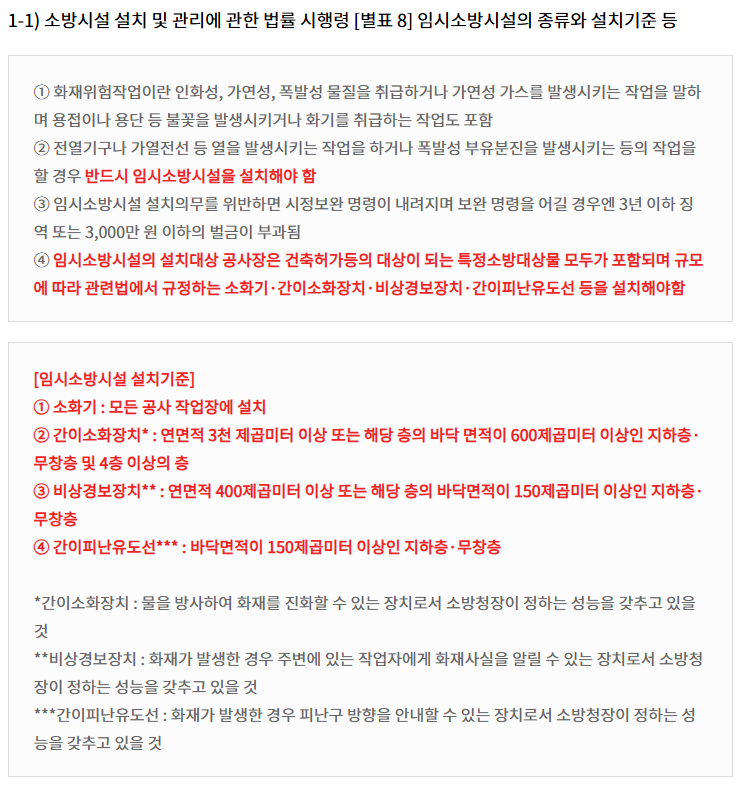 1-1) 소방시설 설치 및 관리에 관한 법률 시행령 [별표 8] 임시소방시설의 종류와 설치기준 등
① 화재위험작업이란 인화성, 가연성, 폭발성 물질을 취급하거나 가연성 가스를 발생시키는 작업을 말하
며 용접이나 용단 등 불꽃을 발생시키거나 화기를 취급하는 작업도 포함
② 전열기구나 가열전선 등 열을 발생시키는 작업을 하거나 폭발성 부유분진을 발생시키는 등의 작업을
할 경우 반드시 임시소방시설을 설치해야 함
③ 임시소방시설 설치의무를 위반하면 시정보완 명령이 내려지며 보완 명령을 어길 경우엔 3년 이하 징
역 또는 3,000만 원 이하의 벌금이 부과됨
④ 임시소방시설의 설치대상 공사장은 건축허가등의 대상이 되는 특정소방대상물 모두가 포함되며 규모
에 따라 관련법에서 규정하는 소화기·간이소화장치·비상경보장치·간이피난유도선 등을 설치해야함
[임시소방시설 설치기준]
① 소화기 : 모든 공사 작업장에 설치
② 간이소화장치* : 연면적 3천 제곱미터 이상 또는 해당 층의 바닥 면적이 600제곱미터 이상인 지하층·
무창층 및 4층 이상의 층
③ 비상경보장치** : 연면적 400제곱미터 이상 또는 해당 층의 바닥면적이 150제곱미터 이상인 지하층·
무창층
④ 간이피난유도선*** : 바닥면적이 150제곱미터 이상인 지하층·무창층
*간이소화장치 : 물을 방사하여 화재를 진화할 수 있는 장치로서 소방청장이 정하는 성능을 갖추고 있을
것
**비상경보장치 : 화재가 발생한 경우 주변에 있는 작업자에게 화재사실을 알릴 수 있는 장치로서 소방청
장이 정하는 성능을 갖추고 있을 것
***간이피난유도선 : 화재가 발생한 경우 피난구 방향을 안내할 수 있는 장치로서 소방청장이 정하는 성
능을 갖추고 있을 것